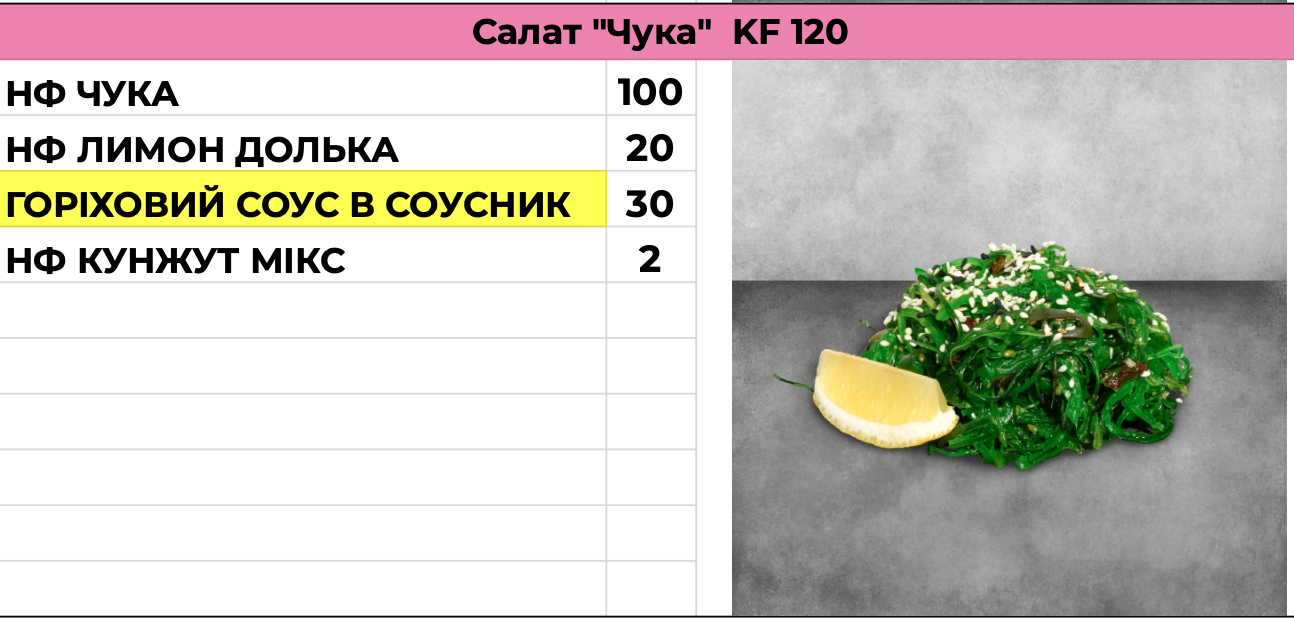 Салат "Чука" KF 120
НФ ЧУКА 100
НФ ЛИМОН ДОЛЬКА 20
ГОРІХОВИЙ СОУС В СОУСНИК 30
НФ КУНЖУТ МІКС 2